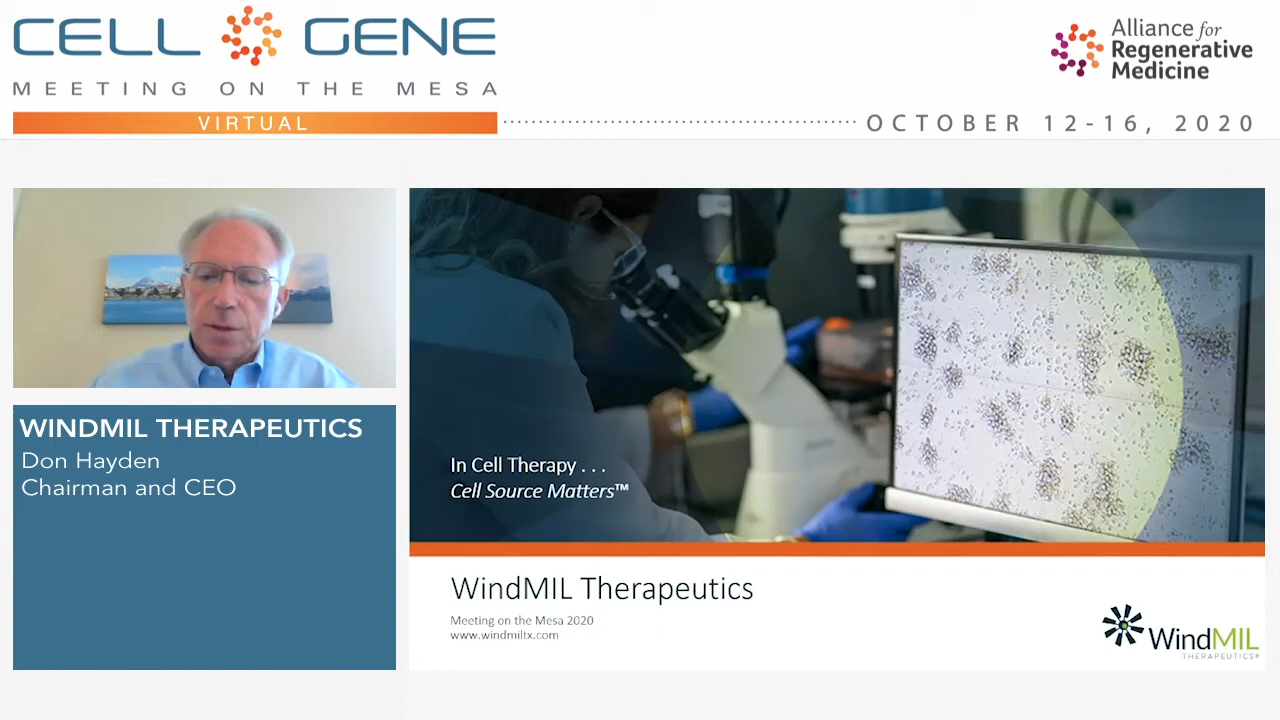 CELL GENE
MEETING ON THE MESA
VIRTUAL
Alliance for
Regenerative
Medicine
OCTOBER 12-16, 2020
WINDMIL THERAPEUTICS
Don Hayden
Chairman and CEO
In Cell Therapy . . .
Cell Source Matters™
WindMIL Therapeutics
Meeting on the Mesa 2020
www.windmiltx.com
WindMIL
THERAPEUTICS®